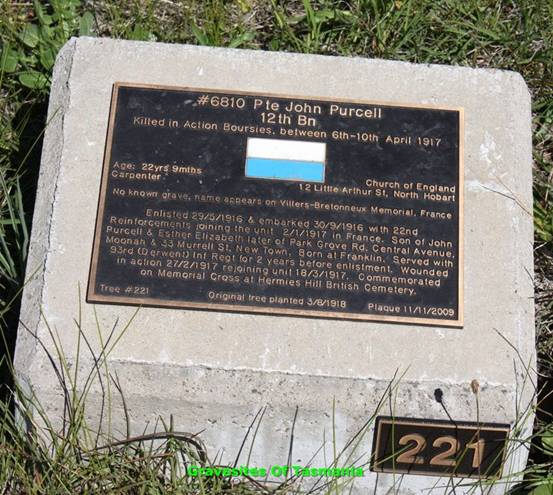 #6810 Pte John Purcell
12th Bn
Killed in Action Boursies, between 6th-10th April 1917
Age: 22yrs 9mths
Church of England
Carpenter
12 Little Arthur St, North Hobart
No known grave, name appears on Villers-Bretonneux Memorial, France
Enlisted 29/5/1916 & embarked 30/9/1916 with 22nd
Reinforcements joining the unit 2/1/1917 in France. Son of John
Purcell & Esther Elizabeth later of Park Grove Rd, Central Avenue,
Moonah & 33 Murrell St, New Town. Born at Franklin. Served with
93rd (Derwent) Inf Regt for 2 years before enlistment. Wounded
in action 27/2/1917 rejoining unit 18/3/1917. Commemorated
on Memorial Cross at Hermies Hill British Cemetery.
Tree #221
Original tree planted 3/8/1918
Plaque 11/11/2009
221
Gravesites Of Tasmania